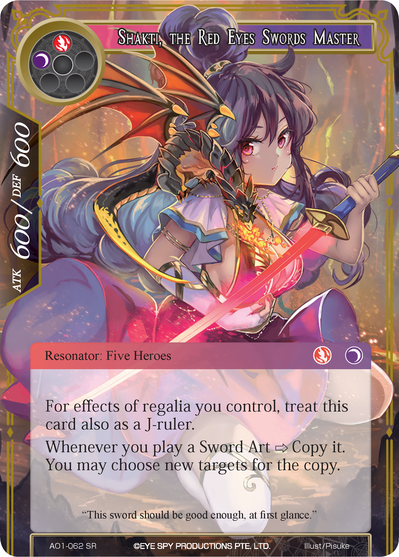 Shakti, the Red Eyes Swords Master
ATK 600/DEF 600
Resonator: Five Heroes
For effects of regalia you control, treat this
card also as a J-ruler.
Whenever you play a Sword Art ⇨ Copy it.
You may choose new targets for the copy.
“This sword should be good enough, at first glance.”
AO1-062 SR
©EYE SPY PRODUCTIONS PTE. LTD.
Illust/Pisuke